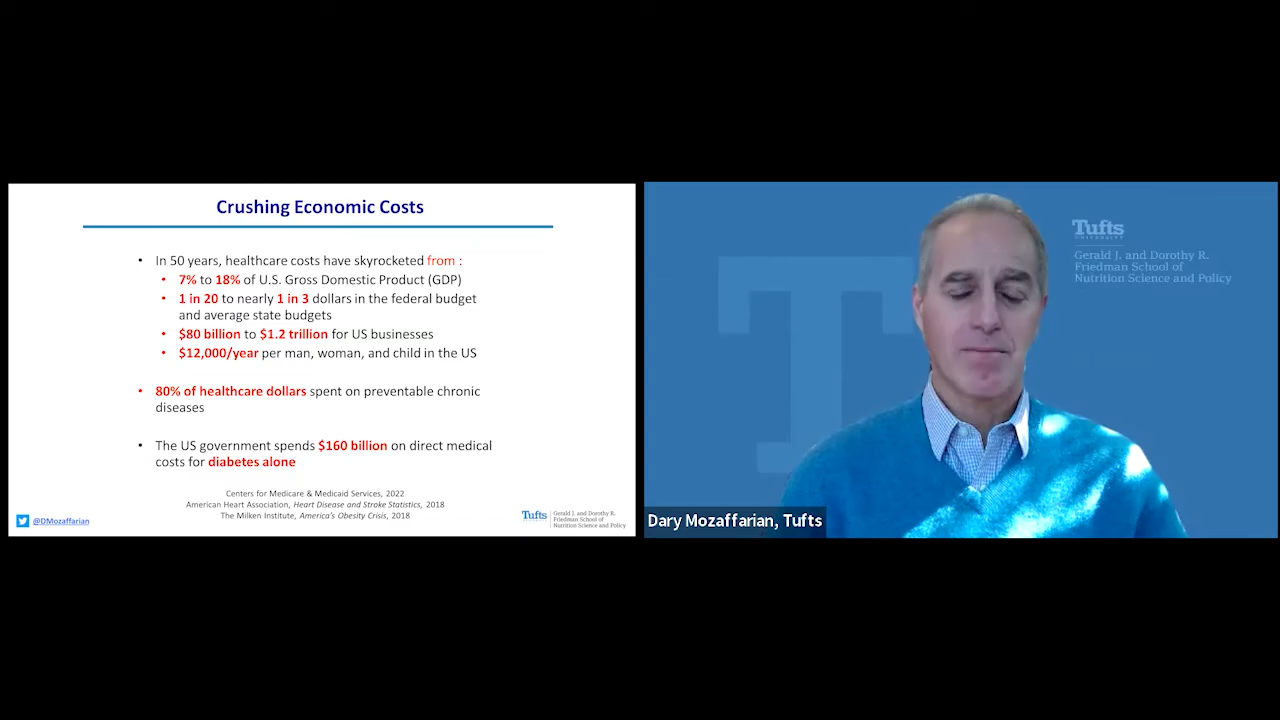 Crushing Economic Costs
• In 50 years, healthcare costs have skyrocketed from :
• 7% to 18% of U.S. Gross Domestic Product (GDP)
• 1 in 20 to nearly 1 in 3 dollars in the federal budget
and average state budgets
• $80 billion to $1.2 trillion for US businesses
• $12,000/year per man, woman, and child in the US
• 80% of healthcare dollars spent on preventable chronic
diseases
• The US government spends $160 billion on direct medical
costs for diabetes alone
Centers for Medicare & Medicaid Services, 2022
American Heart Association, Heart Disease and Stroke Statistics, 2018
The Milken Institute, America's Obesity Crisis, 2018
@DMozaffarian
Tufts
Gerald J. and Dorothy R.
Friedman School of
Nutrition Science and Policy
Tufts
UNIVERSITY
Gerald J. and Dorothy R.
Friedman School of
Nutrition Science and Policy
T
Dary Mozaffarian, Tufts